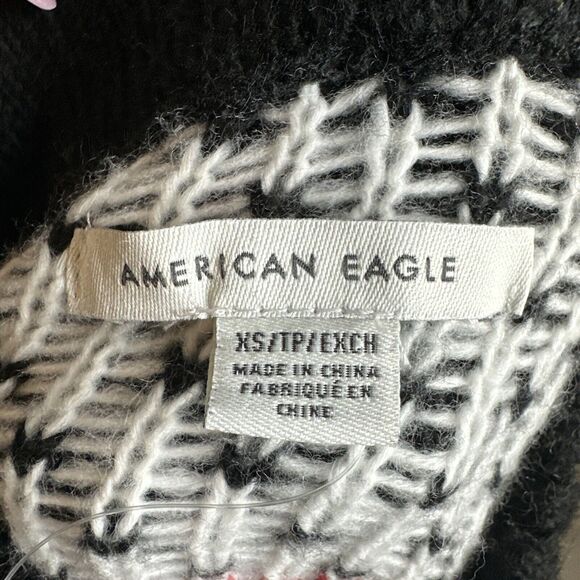 AMERICAN EAGLE
XS/TP/EXCH
MADE IN CHINA
FABRIQUÉ EN
CHINE